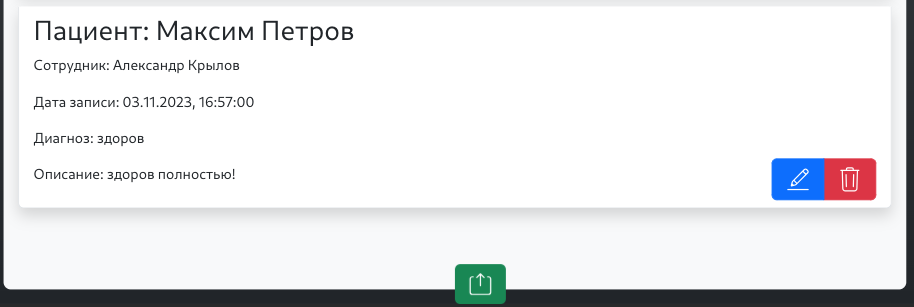 Пациент: Максим Петров
Сотрудник: Александр Крылов
Дата записи: 03.11.2023, 16:57:00
Диагноз: здоров
Описание: здоров полностью!